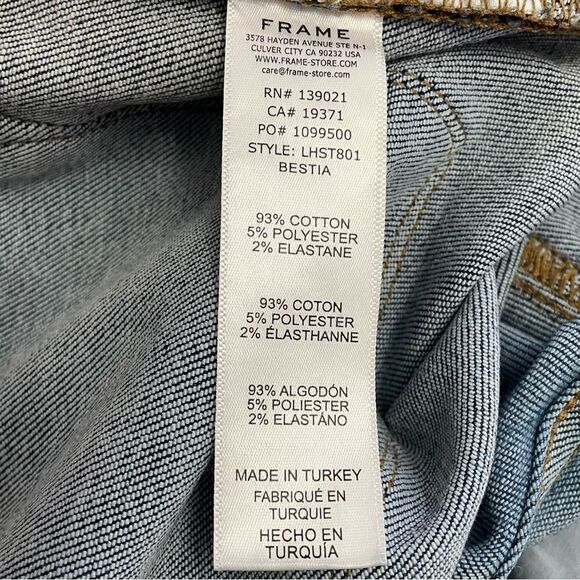 FRAME
3578 HAYDEN AVENUE STE N-1
CULVER CITY CA 90232 USA
WWW.FRAME-STORE.COM
care@frame-store.com
RN# 139021
CA# 19371
PO# 1099500
STYLE: LHST801
BESTIA
93% COTTON
5% POLYESTER
2% ELASTANE
93% COTON
5% POLYESTER
2% ÉLASTHANNE
93% ALGODÓN
5% POLIESTER
2% ELASTÁNO
MADE IN TURKEY
FABRIQUÉ EN
TURQUIE
HECHO EN
TURQUÍA